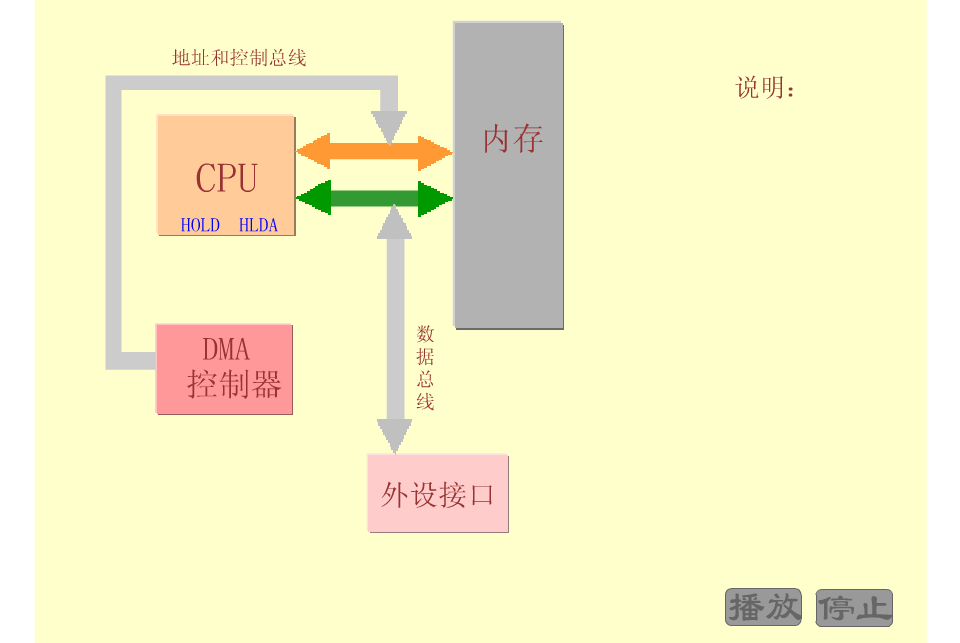 地址和控制总线
说明：
内存
CPU
HOLD HLDA
数据总线
DMA
控制器
外设接口
播放 停止